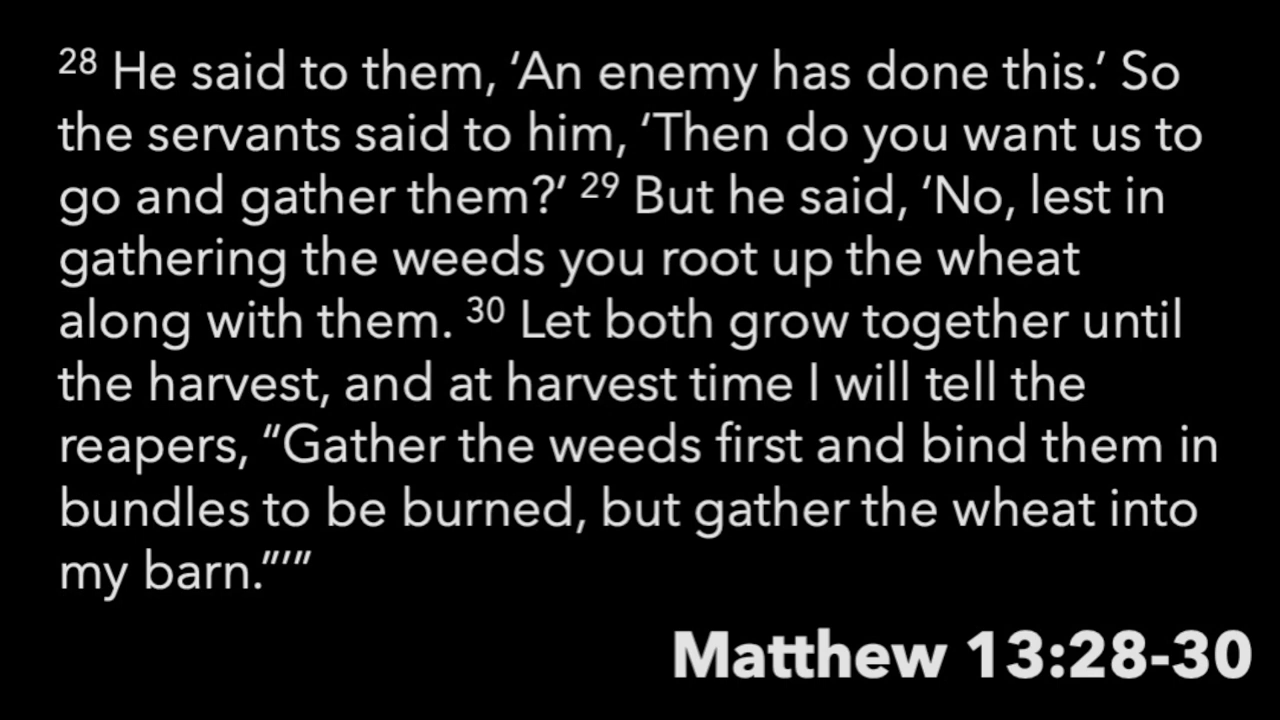 28 He said to them, ‘An enemy has done this.’ So
the servants said to him, ‘Then do you want us to
go and gather them?’ 29 But he said, ‘No, lest in
gathering the weeds you root up the wheat
along with them. 30 Let both grow together until
the harvest, and at harvest time I will tell the
reapers, “Gather the weeds first and bind them in
bundles to be burned, but gather the wheat into
my barn.”’”
Matthew 13:28-30